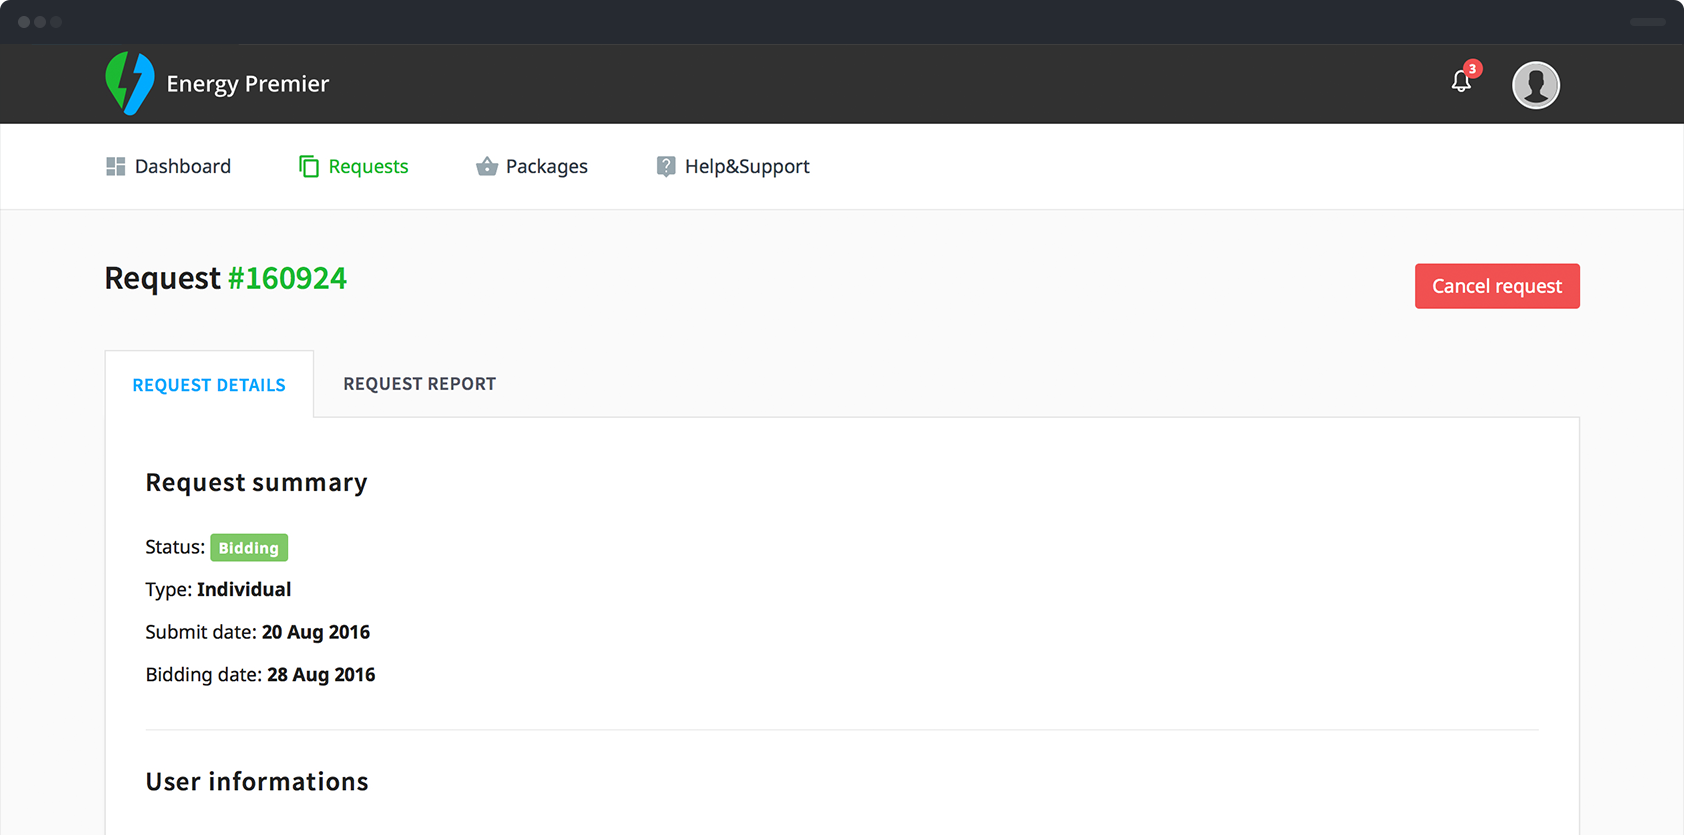 Energy Premier
3
Dashboard
Requests
Packages
Help&Support
Request #160924
Cancel request
REQUEST DETAILS
REQUEST REPORT
Request summary
Status: Bidding
Type: Individual
Submit date: 20 Aug 2016
Bidding date: 28 Aug 2016
User informations